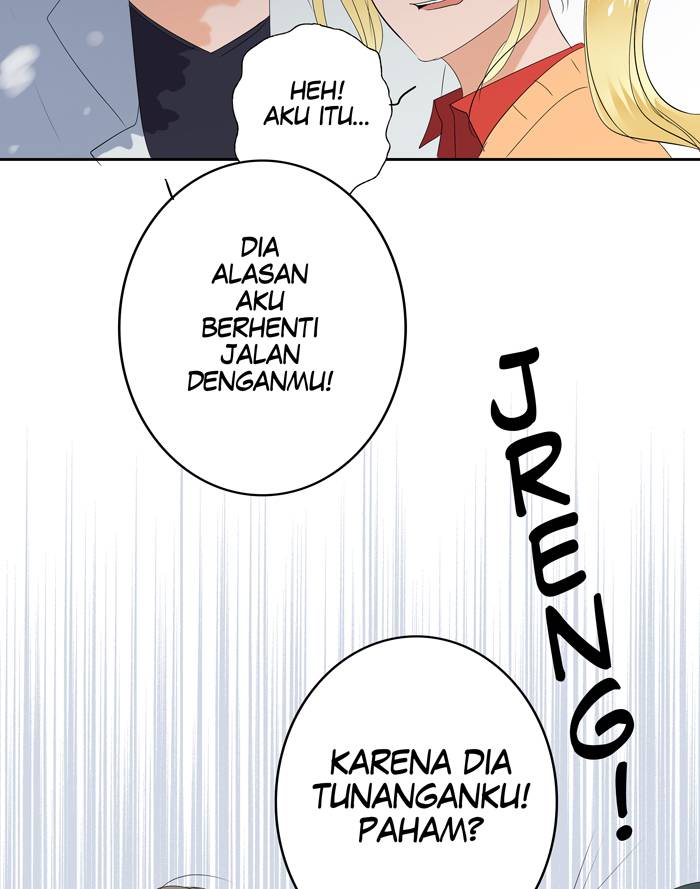 HEH!
AKU ITU...
DIA
ALASAN
AKU
BERHENTI
JALAN
DENGANMU!
JRENG!
KARENA DIA
TUNANGANKU!
PAHAM?